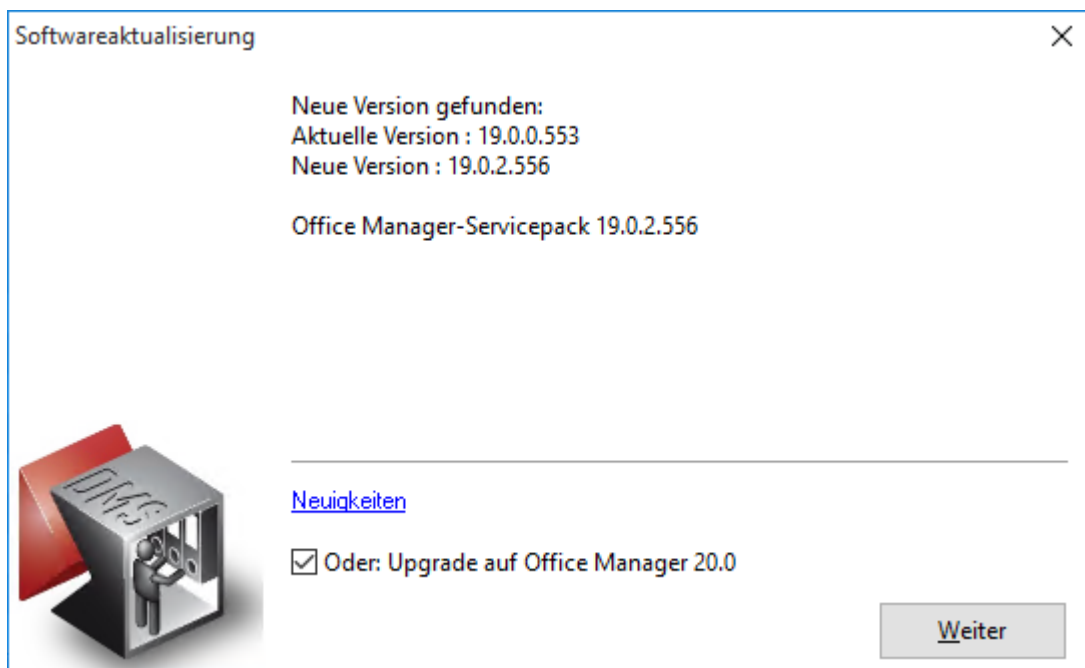 Softwareaktualisierung
Neue Version gefunden:
Aktuelle Version : 19.0.0.553
Neue Version : 19.0.2.556
Office Manager-Servicepack 19.0.2.556
DMS
Neuigkeiten
Oder: Upgrade auf Office Manager 20.0
Weiter